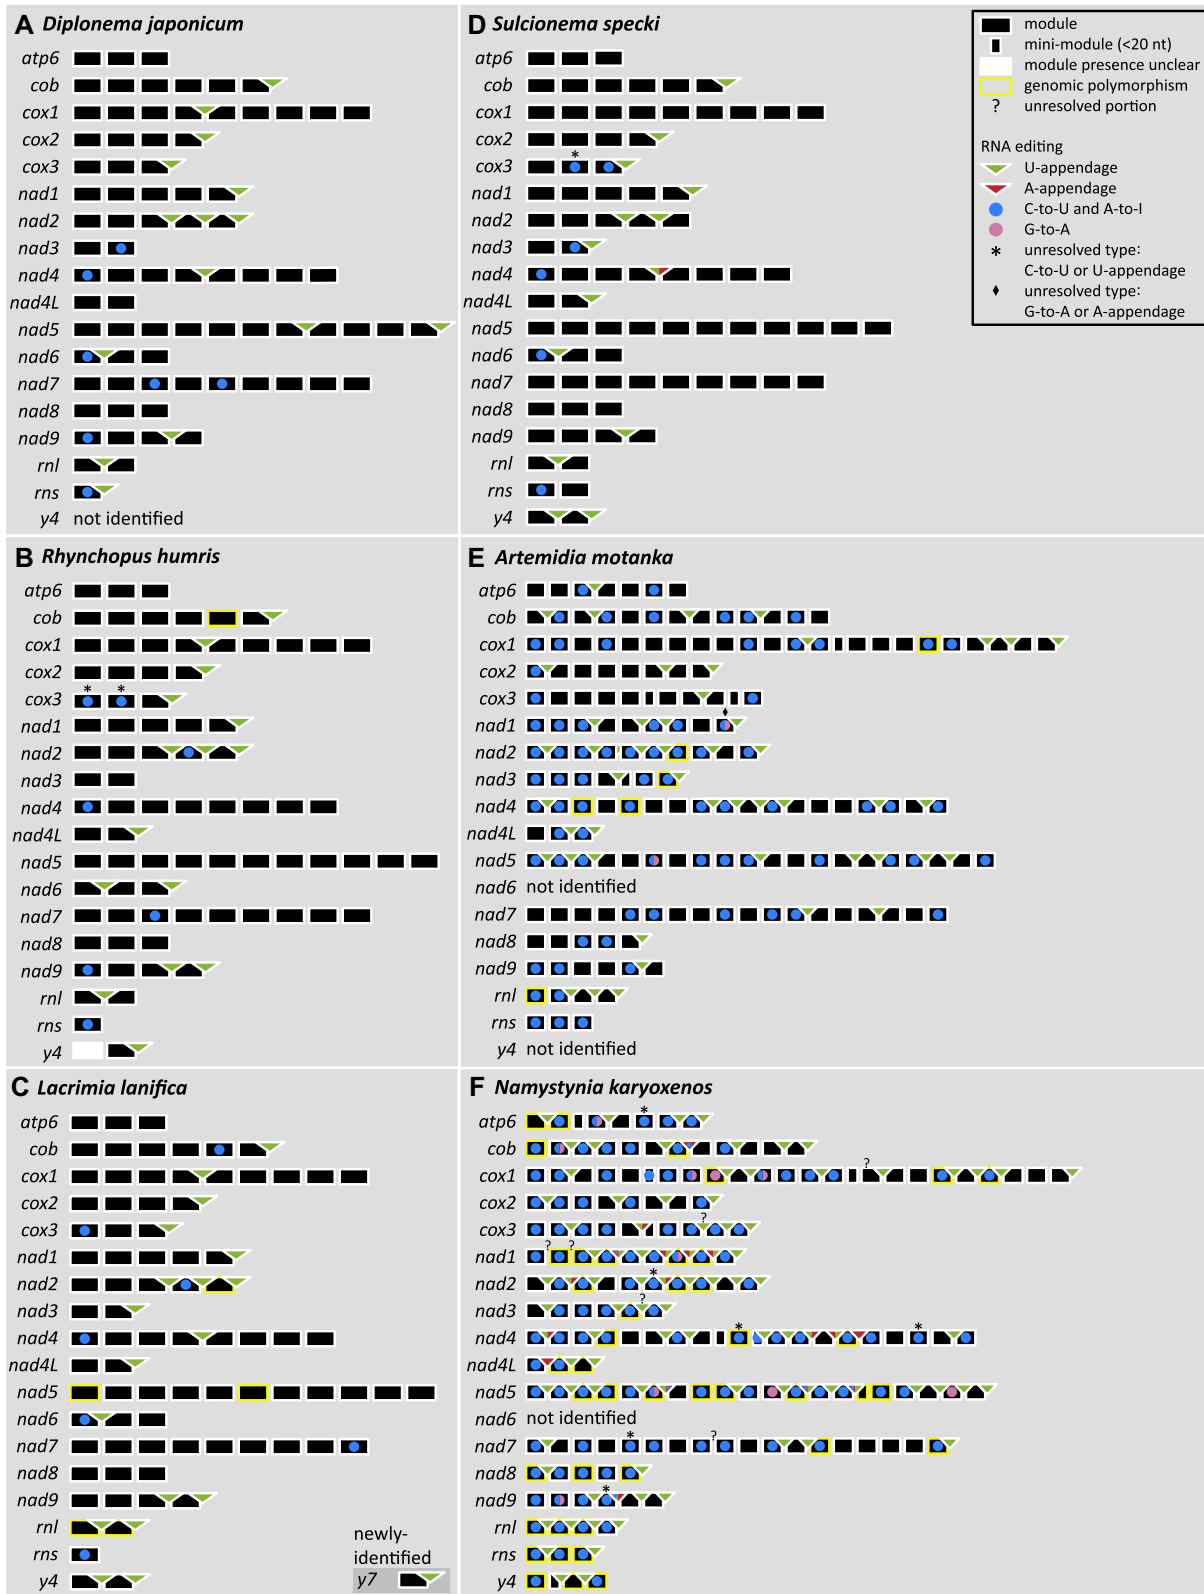 A Diplonema japonicum
atp6
cob
cox1
cox2
cox3
nad1
nad2
nad3
nad4
nad4L
nad5
nad6
nad7
nad8
nad9
rnl
rns
y4 not identified
B Rhynchopus humris
atp6
cob
cox1
cox2
* *
cox3
nad1
nad2
nad3
nad4
nad4L
nad5
nad6
nad7
nad8
nad9
rnl
rns
y4
C Lacrimia lanifica
atp6
cob
cox1
cox2
cox3
nad1
nad2
nad3
nad4
nad4L
nad5
nad6
nad7
nad8
nad9
rnl
rns
y4
newly-
identified
y7
D Sulcionema specki
atp6
cob
cox1
cox2
*
cox3
nad1
nad2
nad3
nad4
nad4L
nad5
nad6
nad7
nad8
nad9
rnl
rns
y4
module
mini-module (<20 nt)
module presence unclear
genomic polymorphism
? unresolved portion
RNA editing
U-appendage
A-appendage
C-to-U and A-to-I
G-to-A
* unresolved type:
C-to-U or U-appendage
♦ unresolved type:
G-to-A or A-appendage
E Artemidia motanka
atp6
cob
cox1
cox2
cox3
♦
nad1
nad2
nad3
nad4
nad4L
nad5
nad6 not identified
nad7
nad8
nad9
rnl
rns
y4 not identified
F Namystynia karyoxenos
*
atp6
cob
?
cox1
cox2
?
cox3
? ?
nad1
*
nad2
?
nad3
* *
nad4
nad4L
nad5
nad6 not identified
* ?
nad7
nad8
*
nad9
rnl
rns
y4